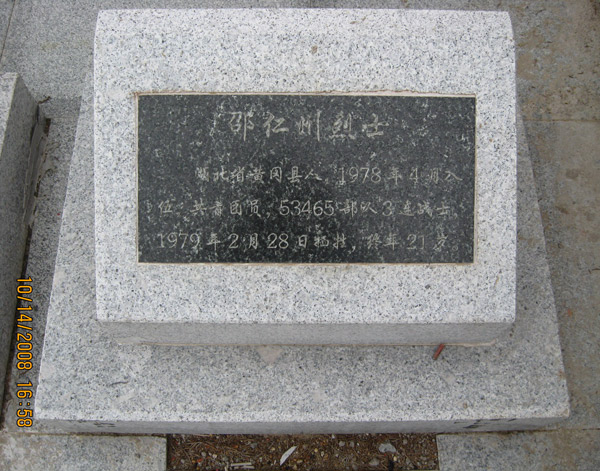 邵仁州烈士
湖北省黄冈县人，1978年4月入
伍，共青团员，53465部队3连战士，
1979年2月28日牺牲，终年21岁
10/14/2008 16:58